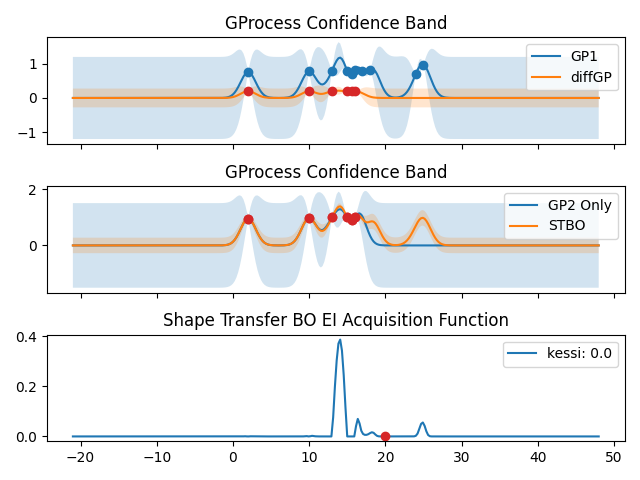 GProcess Confidence Band
GP1
diffGP
1
0
−1
GProcess Confidence Band
GP2 Only
STBO
2
0
Shape Transfer BO EI Acquisition Function
kessi: 0.0
0.4
0.2
0.0
−20 −10 0 10 20 30 40 50